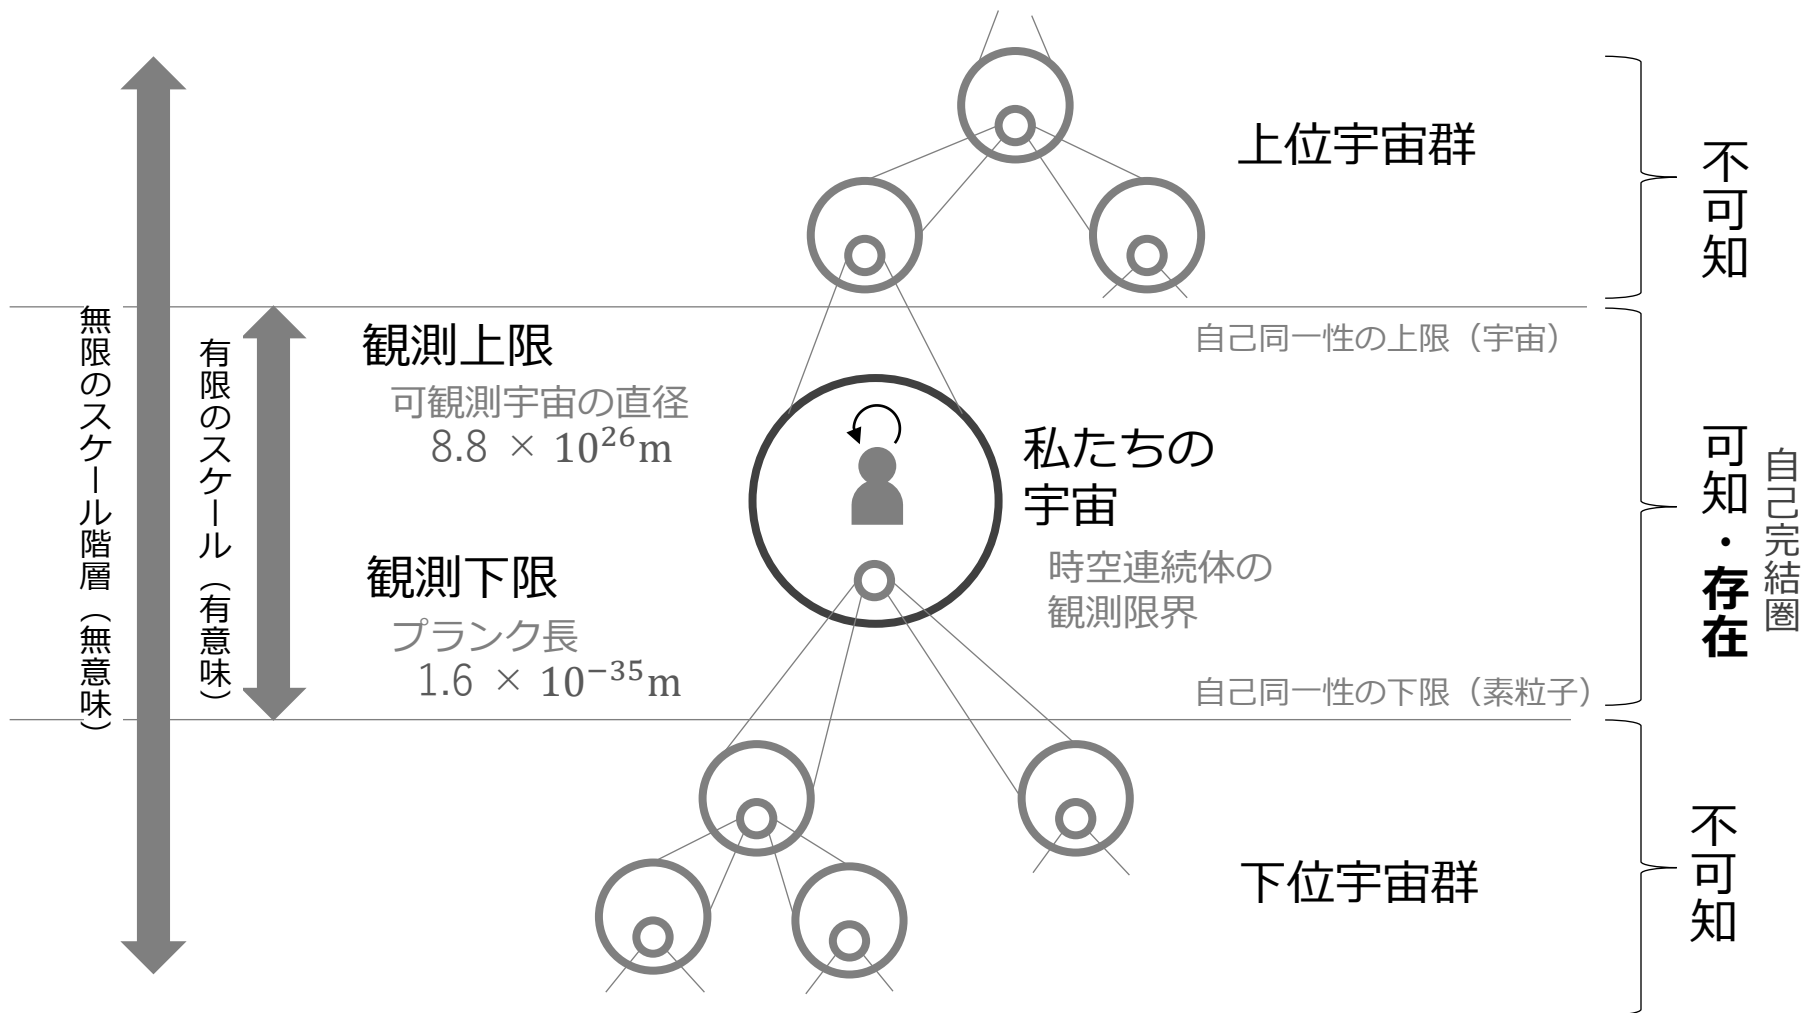 上位宇宙群
不可知
無限のスケール階層（無意味）
有限のスケール（有意味）
観測上限
可観測宇宙の直径
8.8 × 10²⁶m
自己同一性の上限（宇宙）
私たちの
宇宙
時空連続体の
観測限界
可知・存在
自己完結圏
観測下限
プランク長
1.6 × 10⁻³⁵m
自己同一性の下限（素粒子）
下位宇宙群
不可知